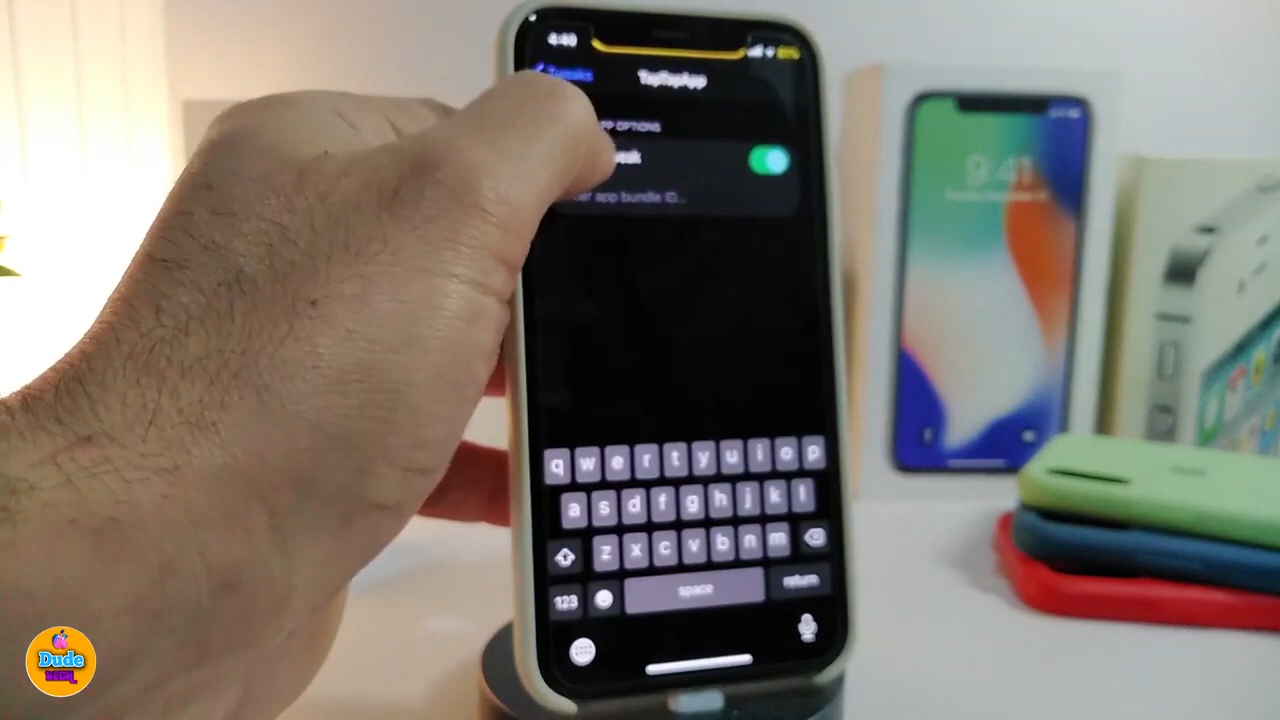 4:40
Tweaks
TapTapApp
PP OPTIONS
eak
app bundle ID...
q w e r t y u i o p
a s d f g h j k l
z x c v b n m
123
space
return
9:41
Dude